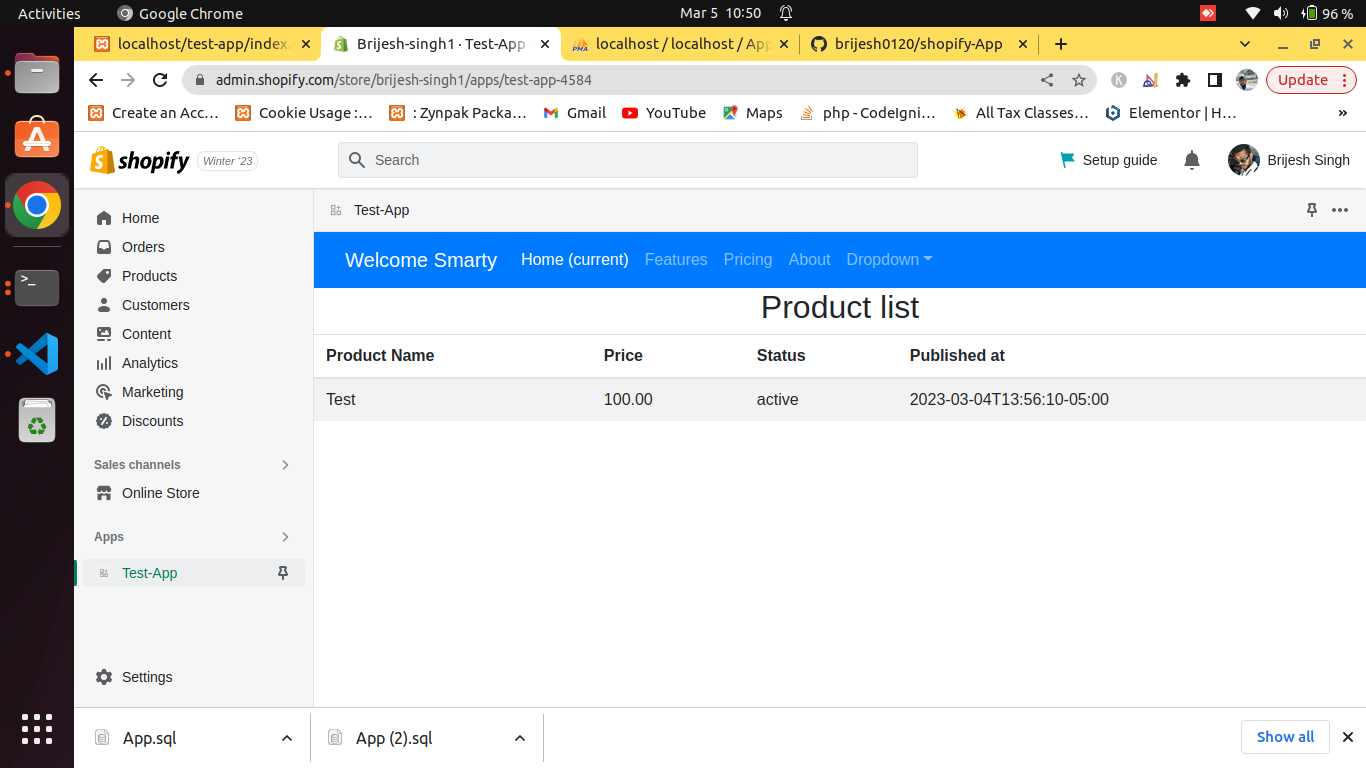 Activities Google Chrome Mar 5 10:50 96 %
localhost/test-app/index. Brijesh-singh1 · Test-App localhost / localhost / App brijesh0120/shopify-App
admin.shopify.com/store/brijesh-singh1/apps/test-app-4584 Update
Create an Acc… Cookie Usage :… : Zynpak Packa… Gmail YouTube Maps php - CodeIgni… All Tax Classes… Elementor | H… »
shopify Winter '23 Search Setup guide Brijesh Singh
Home
Orders
Products
Customers
Content
Analytics
Marketing
Discounts
Sales channels
Online Store
Apps
Test-App
Settings
Test-App
Welcome Smarty Home (current) Features Pricing About Dropdown
Product list
Product Name Price Status Published at
Test 100.00 active 2023-03-04T13:56:10-05:00
App.sql App (2).sql Show all